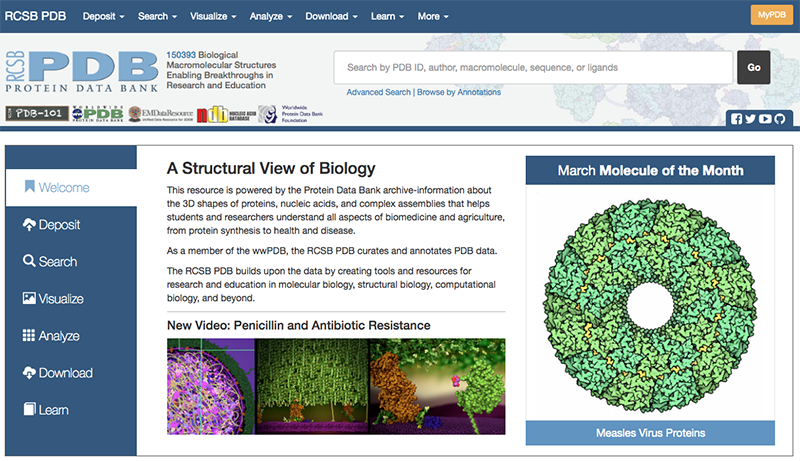 RCSB PDB Deposit Search Visualize Analyze Download Learn More MyPDB
RCSB PDB
PROTEIN DATA BANK
150393 Biological
Macromolecular Structures
Enabling Breakthroughs in
Research and Education
Search by PDB ID, author, macromolecule, sequence, or ligands Go
Advanced Search | Browse by Annotations
PDB-101
WORLDWIDE
PDB
PROTEIN DATA BANK
EMDataResource
Unified Data Resource for 3DEM
NUCLEIC ACID
DATABASE
Worldwide
Protein Data Bank
Foundation
Welcome
Deposit
Search
Visualize
Analyze
Download
Learn
A Structural View of Biology
This resource is powered by the Protein Data Bank archive-information about
the 3D shapes of proteins, nucleic acids, and complex assemblies that helps
students and researchers understand all aspects of biomedicine and agriculture,
from protein synthesis to health and disease.
As a member of the wwPDB, the RCSB PDB curates and annotates PDB data.
The RCSB PDB builds upon the data by creating tools and resources for
research and education in molecular biology, structural biology, computational
biology, and beyond.
New Video: Penicillin and Antibiotic Resistance
March Molecule of the Month
Measles Virus Proteins